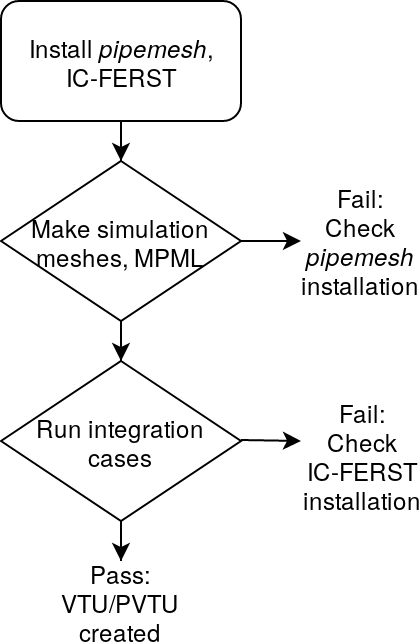 Install pipemesh,
IC-FERST
Make simulation
meshes, MPML
Fail:
Check
pipemesh
installation
Run integration
cases
Fail:
Check
IC-FERST
installation
Pass:
VTU/PVTU
created